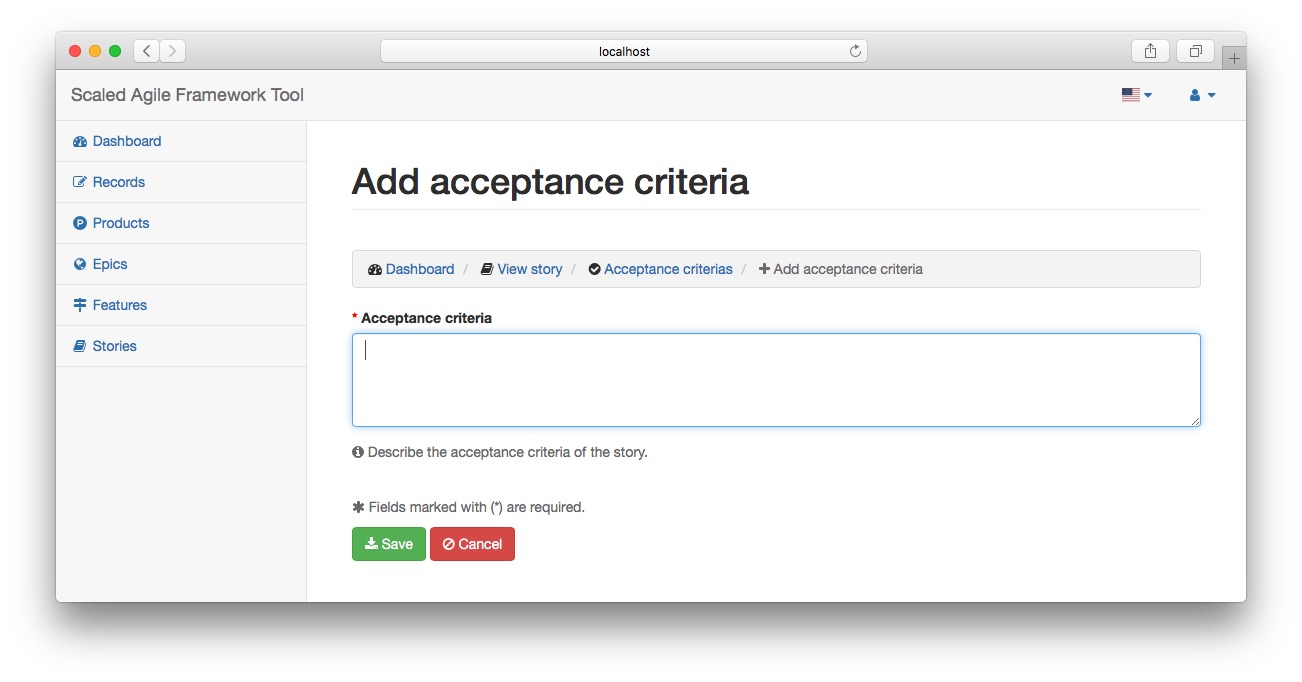 localhost
Scaled Agile Framework Tool
Dashboard
Records
Products
Epics
Features
Stories
Add acceptance criteria
Dashboard / View story / Acceptance criterias / Add acceptance criteria
* Acceptance criteria
Describe the acceptance criteria of the story.
Fields marked with (*) are required.
Save Cancel